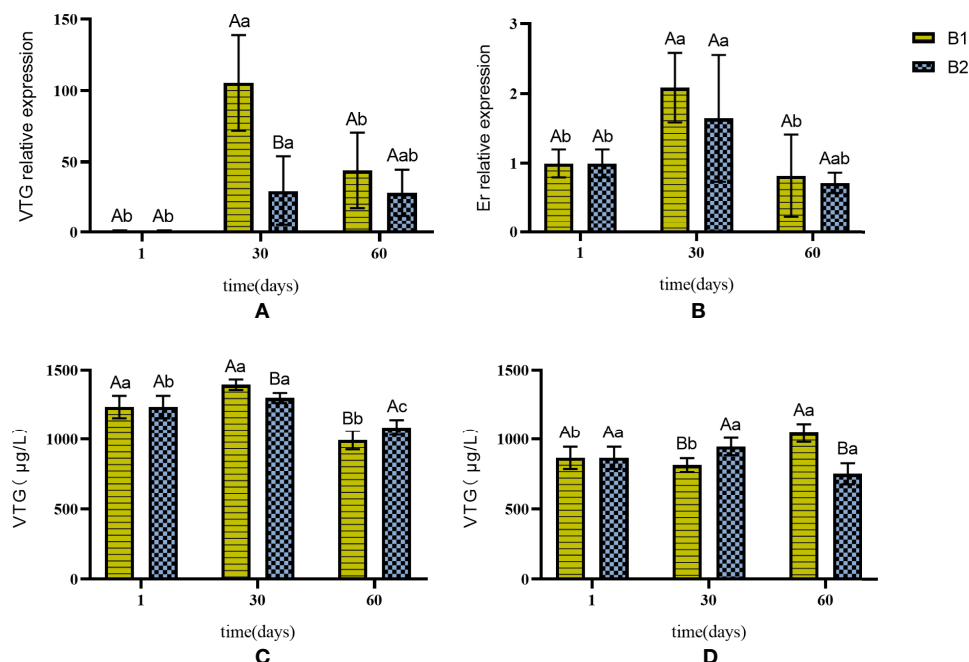 VTG relative expression
150
100
50
0
Aa
Ba
Ab
Aab
Ab
Ab
1
30
60
time(days)
A
Er relative expression
3
2
1
0
Aa
Aa
Ab
Ab
Ab
Aab
1
30
60
time(days)
B
B1
B2
VTG( μg/L)
1500
1000
500
0
Aa
Ab
Aa
Ba
Bb
Ac
1
30
60
time(days)
C
VTG( μg/L)
1500
1000
500
0
Ab
Aa
Bb
Aa
Aa
Ba
1
30
60
time(days)
D